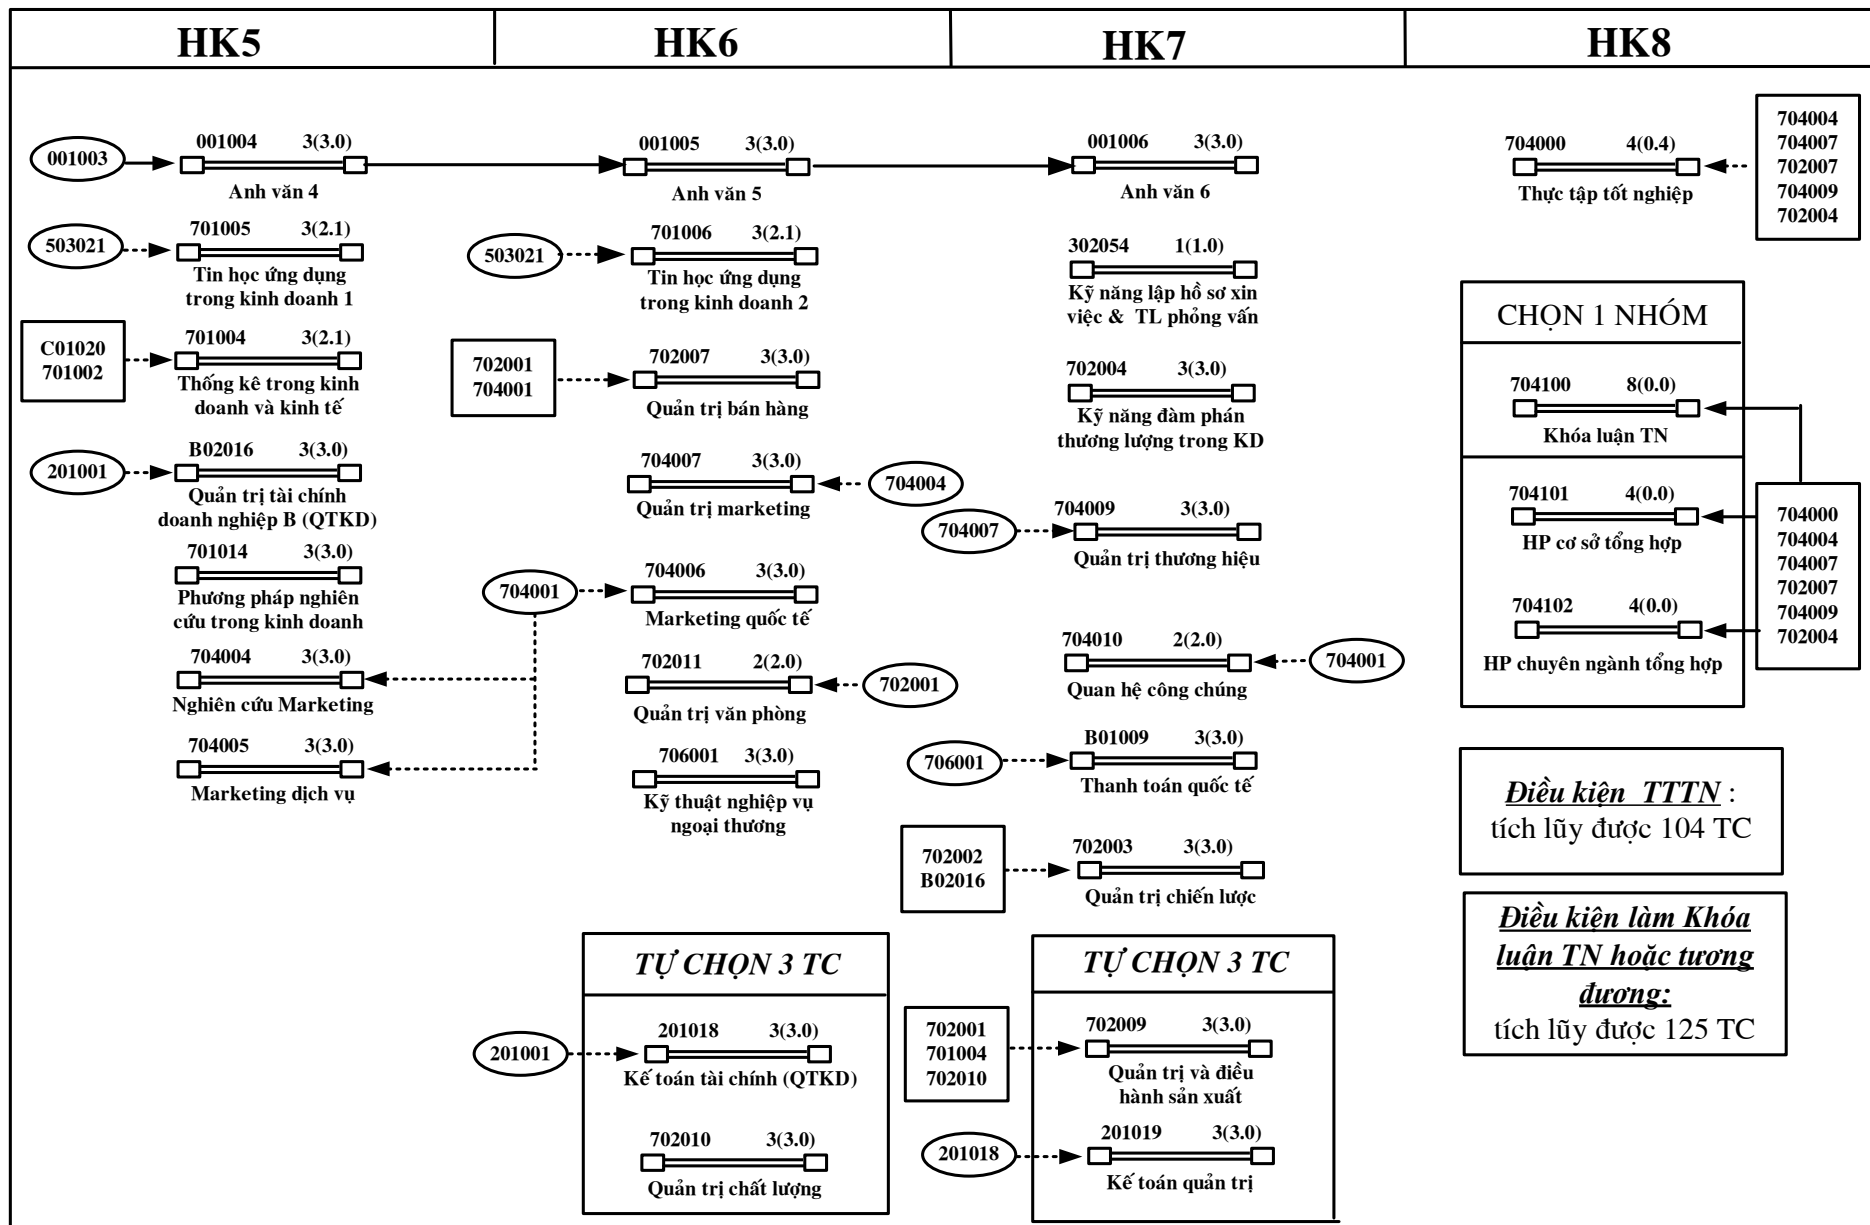 HK5
HK6
HK7
HK8
001003
001004 3(3.0)
Anh văn 4
503021
701005 3(2.1)
Tin học ứng dụng
trong kinh doanh 1
C01020
701002
701004 3(2.1)
Thống kê trong kinh
doanh và kinh tế
201001
B02016 3(3.0)
Quản trị tài chính
doanh nghiệp B (QTKD)
701014 3(3.0)
Phương pháp nghiên
cứu trong kinh doanh
704004 3(3.0)
Nghiên cứu Marketing
704005 3(3.0)
Marketing dịch vụ
001005 3(3.0)
Anh văn 5
503021
701006 3(2.1)
Tin học ứng dụng
trong kinh doanh 2
702001
704001
702007 3(3.0)
Quản trị bán hàng
704007 3(3.0)
704004
Quản trị marketing
704001
704006 3(3.0)
Marketing quốc tế
702011 2(2.0)
702001
Quản trị văn phòng
706001 3(3.0)
Kỹ thuật nghiệp vụ
ngoại thương
TỰ CHỌN 3 TC
201001
201018 3(3.0)
Kế toán tài chính (QTKD)
702010 3(3.0)
Quản trị chất lượng
001006 3(3.0)
Anh văn 6
302054 1(1.0)
Kỹ năng lập hồ sơ xin
việc & TL phỏng vấn
702004 3(3.0)
Kỹ năng đàm phán
thương lượng trong KD
704007
704009 3(3.0)
Quản trị thương hiệu
704010 2(2.0)
704001
Quan hệ công chúng
706001
B01009 3(3.0)
Thanh toán quốc tế
702002
B02016
702003 3(3.0)
Quản trị chiến lược
TỰ CHỌN 3 TC
702001
701004
702010
702009 3(3.0)
Quản trị và điều
hành sản xuất
201018
201019 3(3.0)
Kế toán quản trị
704000 4(0.4)
Thực tập tốt nghiệp
704004
704007
702007
704009
702004
CHỌN 1 NHÓM
704100 8(0.0)
Khóa luận TN
704101 4(0.0)
HP cơ sở tổng hợp
704102 4(0.0)
HP chuyên ngành tổng hợp
704000
704004
704007
702007
704009
702004
Điều kiện TTTN :
tích lũy được 104 TC
Điều kiện làm Khóa
luận TN hoặc tương
đương:
tích lũy được 125 TC